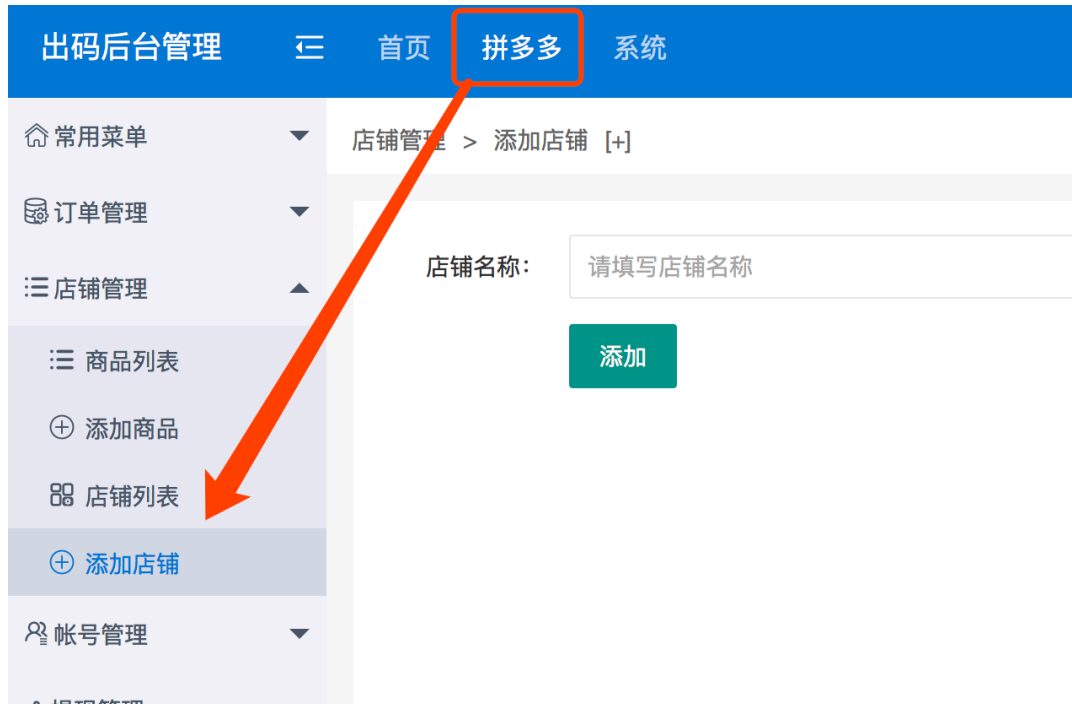 出码后台管理 首页 拼多多 系统
常用菜单
店铺管理 > 添加店铺 [+]
订单管理
店铺名称： 请填写店铺名称
店铺管理
添加
商品列表
添加商品
店铺列表
添加店铺
帐号管理